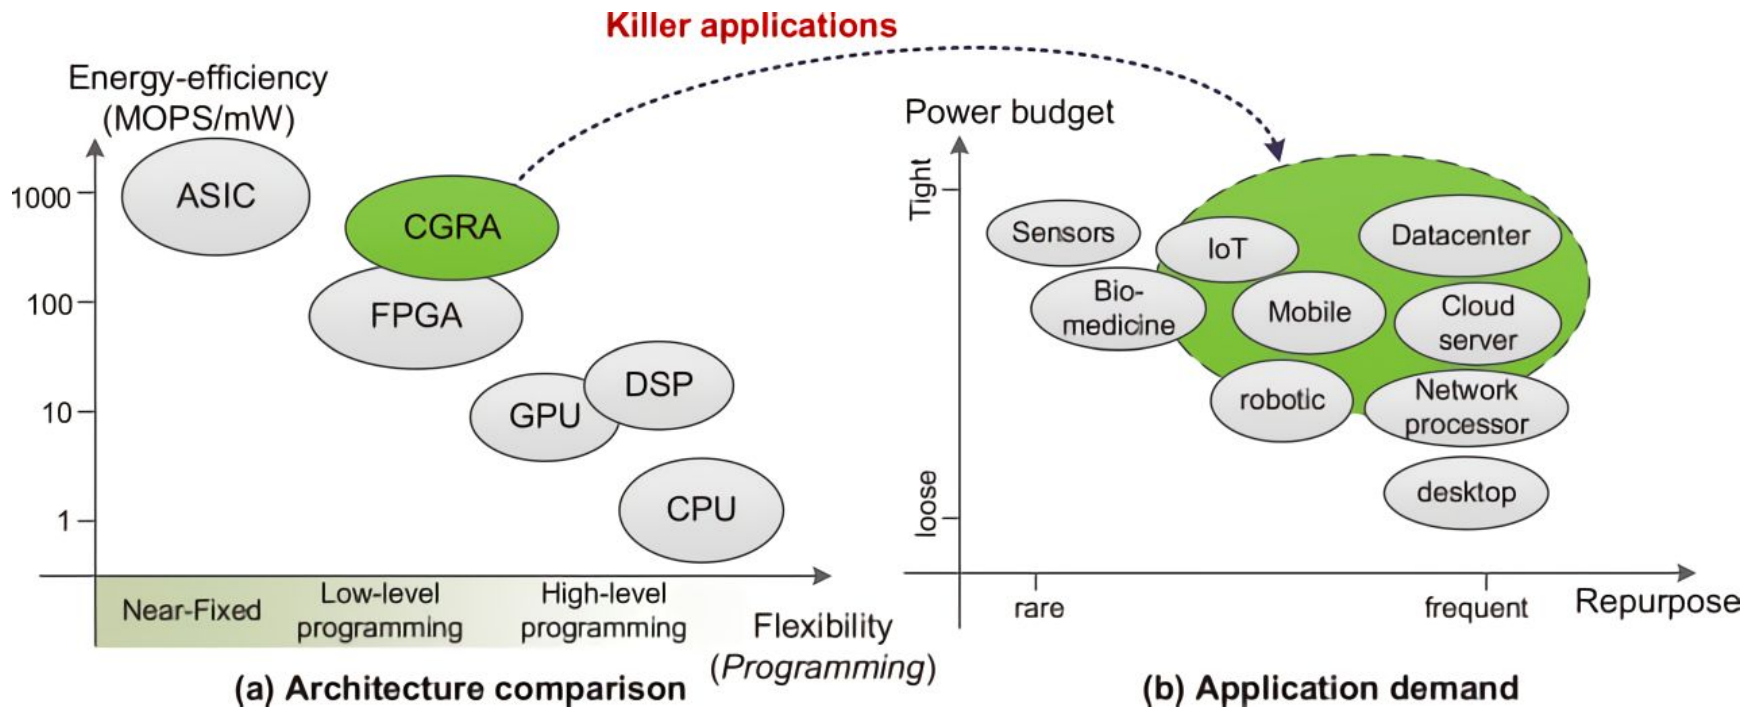 Killer applications
Energy-efficiency
(MOPS/mW)
1000
100
10
1
ASIC
CGRA
FPGA
GPU
DSP
CPU
Near-Fixed
Low-level
programming
High-level
programming
Flexibility
(Programming)
(a) Architecture comparison
Power budget
Tight
loose
Sensors
IoT
Datacenter
Bio-
medicine
Mobile
Cloud
server
robotic
Network
processor
desktop
rare
frequent
Repurpose
(b) Application demand